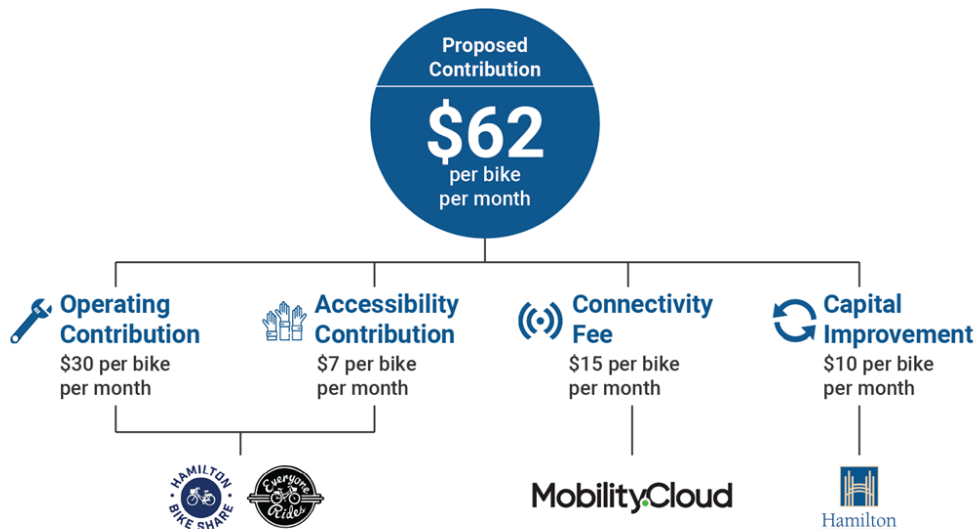 Proposed
Contribution
$62
per bike
per month
Operating
Contribution
$30 per bike
per month
Accessibility
Contribution
$7 per bike
per month
Connectivity
Fee
$15 per bike
per month
Capital
Improvement
$10 per bike
per month
HAMILTON
BIKE SHARE
Everyone
Rides
Mobility.Cloud
Hamilton